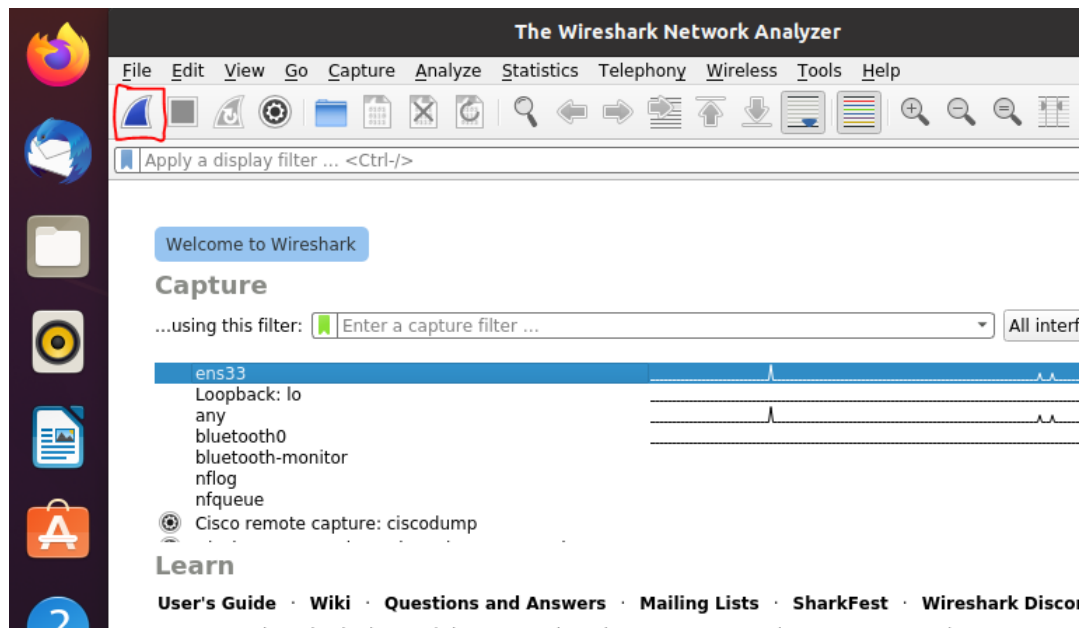 The Wireshark Network Analyzer
File Edit View Go Capture Analyze Statistics Telephony Wireless Tools Help
Apply a display filter ... <Ctrl-/>
Welcome to Wireshark
Capture
...using this filter: Enter a capture filter ... All interf
ens33
Loopback: lo
any
bluetooth0
bluetooth-monitor
nflog
nfqueue
Cisco remote capture: ciscodump
Learn
User's Guide · Wiki · Questions and Answers · Mailing Lists · SharkFest · Wireshark Discor